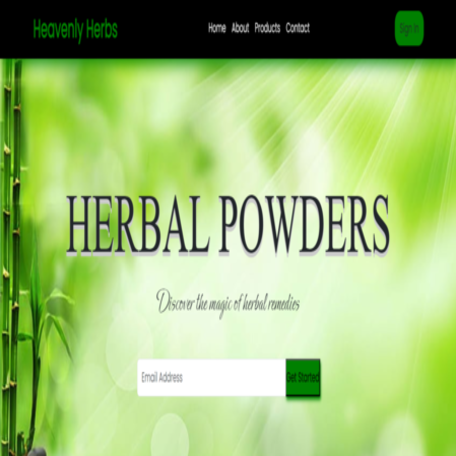 Heavenly Herbs
Home About Products Contact
Sign In
HERBAL POWDERS
Discover the magic of herbal remedies
Email Address
Get Started